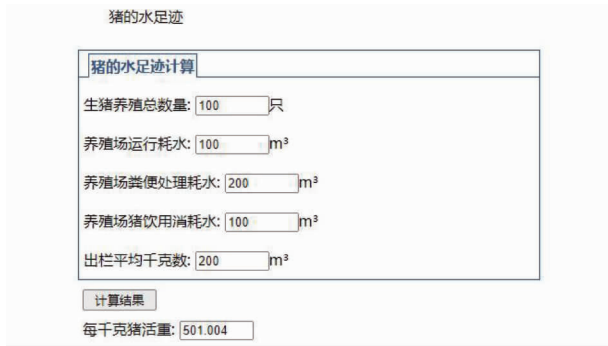 猪的水足迹
猪的水足迹计算
生猪养殖总数量: 100 只
养殖场运行耗水: 100 m³
养殖场粪便处理耗水: 200 m³
养殖场猪饮用消耗水: 100 m³
出栏平均千克数: 200 m³
计算结果
每千克猪活重: 501.004